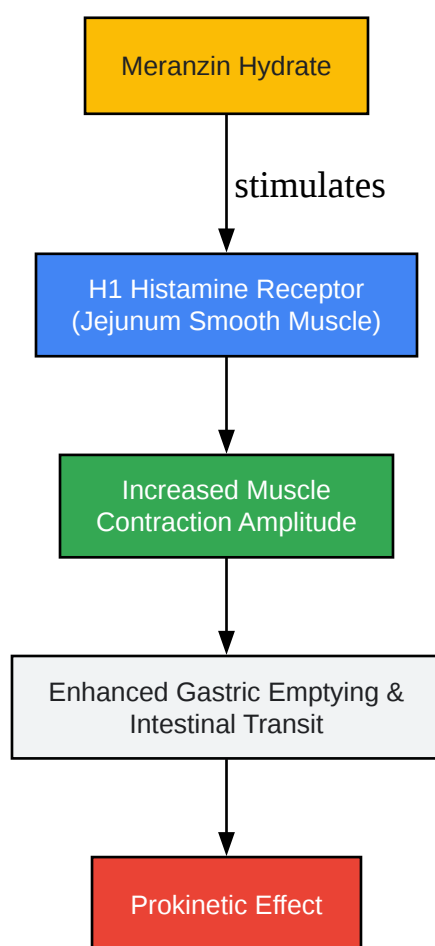 Meranzin Hydrate
stimulates
H1 Histamine Receptor
(Jejunum Smooth Muscle)
Increased Muscle
Contraction Amplitude
Enhanced Gastric Emptying &
Intestinal Transit
Prokinetic Effect